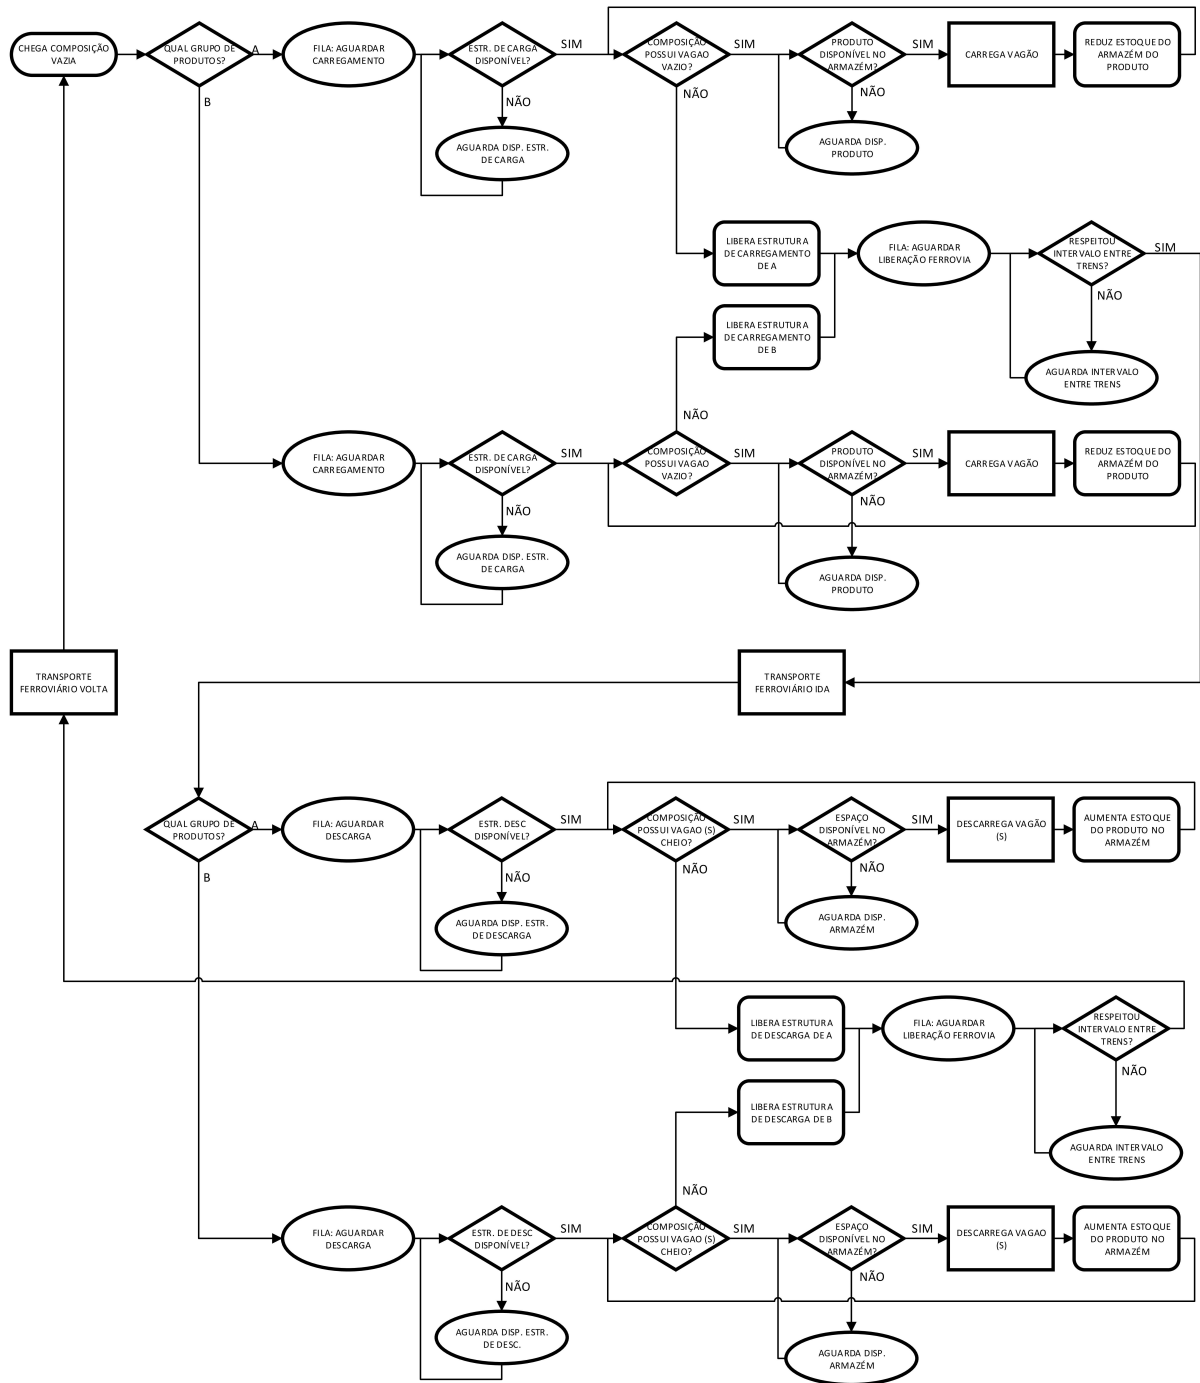 CHEGA COMPOSIÇÃO
VAZIA
QUAL GRUPO DE
PRODUTOS?
A
B
FILA: AGUARDAR
CARREGAMENTO
ESTR. DE CARGA
DISPONÍVEL?
SIM
NÃO
AGUARDA DISP. ESTR.
DE CARGA
COMPOSIÇÃO
POSSUI VAGAO
VAZIO?
SIM
NÃO
PRODUTO
DISPONÍVEL NO
ARMAZÉM?
SIM
NÃO
AGUARDA DISP.
PRODUTO
CARREGA VAGÃO
REDUZ ESTOQUE DO
ARMAZÉM DO
PRODUTO
LIBERA ESTRUTURA
DE CARREGAMENTO
DE A
FILA: AGUARDAR
LIBERAÇÃO FERROVIA
RESPEITOU
INTERVALO ENTRE
TRENS?
SIM
NÃO
AGUARDA INTERVALO
ENTRE TRENS
LIBERA ESTRUTURA
DE CARREGAMENTO
DE B
FILA: AGUARDAR
CARREGAMENTO
ESTR. DE CARGA
DISPONÍVEL?
SIM
NÃO
AGUARDA DISP. ESTR.
DE CARGA
NÃO
COMPOSIÇÃO
POSSUI VAGAO
VAZIO?
SIM
PRODUTO
DISPONÍVEL NO
ARMAZÉM?
SIM
NÃO
AGUARDA DISP.
PRODUTO
CARREGA VAGÃO
REDUZ ESTOQUE DO
ARMAZÉM DO
PRODUTO
TRANSPORTE
FERROVIÁRIO VOLTA
TRANSPORTE
FERROVIÁRIO IDA
QUAL GRUPO DE
PRODUTOS?
A
B
FILA: AGUARDAR
DESCARGA
ESTR. DESC
DISPONÍVEL?
SIM
NÃO
AGUARDA DISP. ESTR.
DE DESCARGA
COMPOSIÇÃO
POSSUI VAGAO (S)
CHEIO?
SIM
NÃO
ESPAÇO
DISPONÍVEL NO
ARMAZÉM?
SIM
NÃO
AGUARDA DISP.
ARMAZÉM
DESCARREGA VAGÃO
(S)
AUMENTA ESTOQUE
DO PRODUTO NO
ARMAZÉM
LIBERA ESTRUTURA
DE DESCARGA DE A
FILA: AGUARDAR
LIBERAÇÃO FERROVIA
RESPEITOU
INTERVALO ENTRE
TRENS?
NÃO
AGUARDA INTERVALO
ENTRE TRENS
LIBERA ESTRUTURA
DE DESCARGA DE B
FILA: AGUARDAR
DESCARGA
ESTR. DE DESC
DISPONÍVEL?
SIM
NÃO
AGUARDA DISP. ESTR.
DE DESC.
NÃO
COMPOSIÇÃO
POSSUI VAGAO (S)
CHEIO?
SIM
ESPAÇO
DISPONÍVEL NO
ARMAZÉM?
SIM
NÃO
AGUARDA DISP.
ARMAZÉM
DESCARREGA VAGAO
(S)
AUMENTA ESTOQUE
DO PRODUTO NO
ARMAZÉM